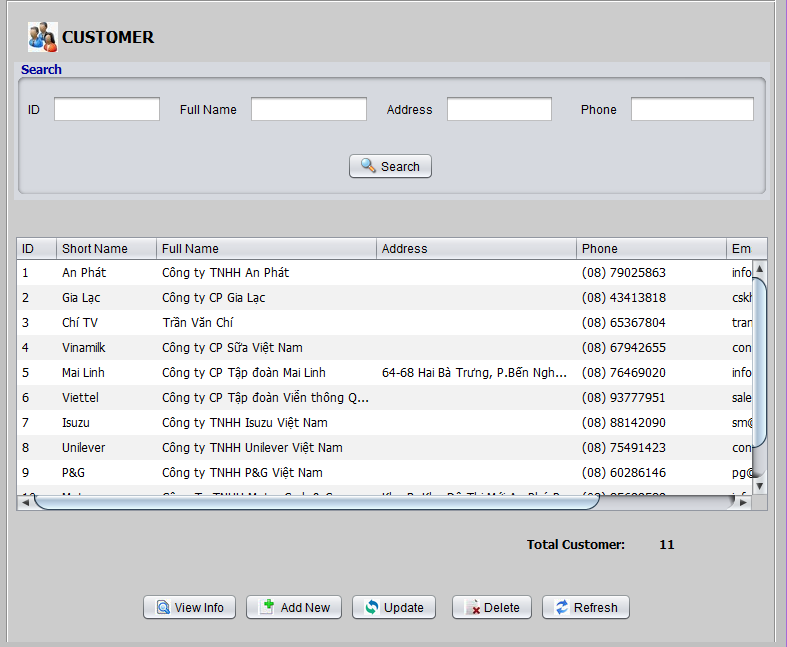 CUSTOMER
Search
ID Full Name Address Phone
Search
ID Short Name Full Name Address Phone Em
1 An Phát Công ty TNHH An Phát (08) 79025863 info
2 Gia Lạc Công ty CP Gia Lạc (08) 43413818 cskh
3 Chí TV Trần Văn Chí (08) 65367804 tran
4 Vinamilk Công ty CP Sữa Việt Nam (08) 67942655 con
5 Mai Linh Công ty CP Tập đoàn Mai Linh 64-68 Hai Bà Trưng, P.Bến Ngh... (08) 76469020 info
6 Viettel Công ty CP Tập đoàn Viễn thông Q... (08) 93777951 sale
7 Isuzu Công ty TNHH Isuzu Việt Nam (08) 88142090 sm@
8 Unilever Công ty TNHH Unilever Việt Nam (08) 75491423 con
9 P&G Công ty TNHH P&G Việt Nam (08) 60286146 pg@
Total Customer: 11
View Info Add New Update Delete Refresh